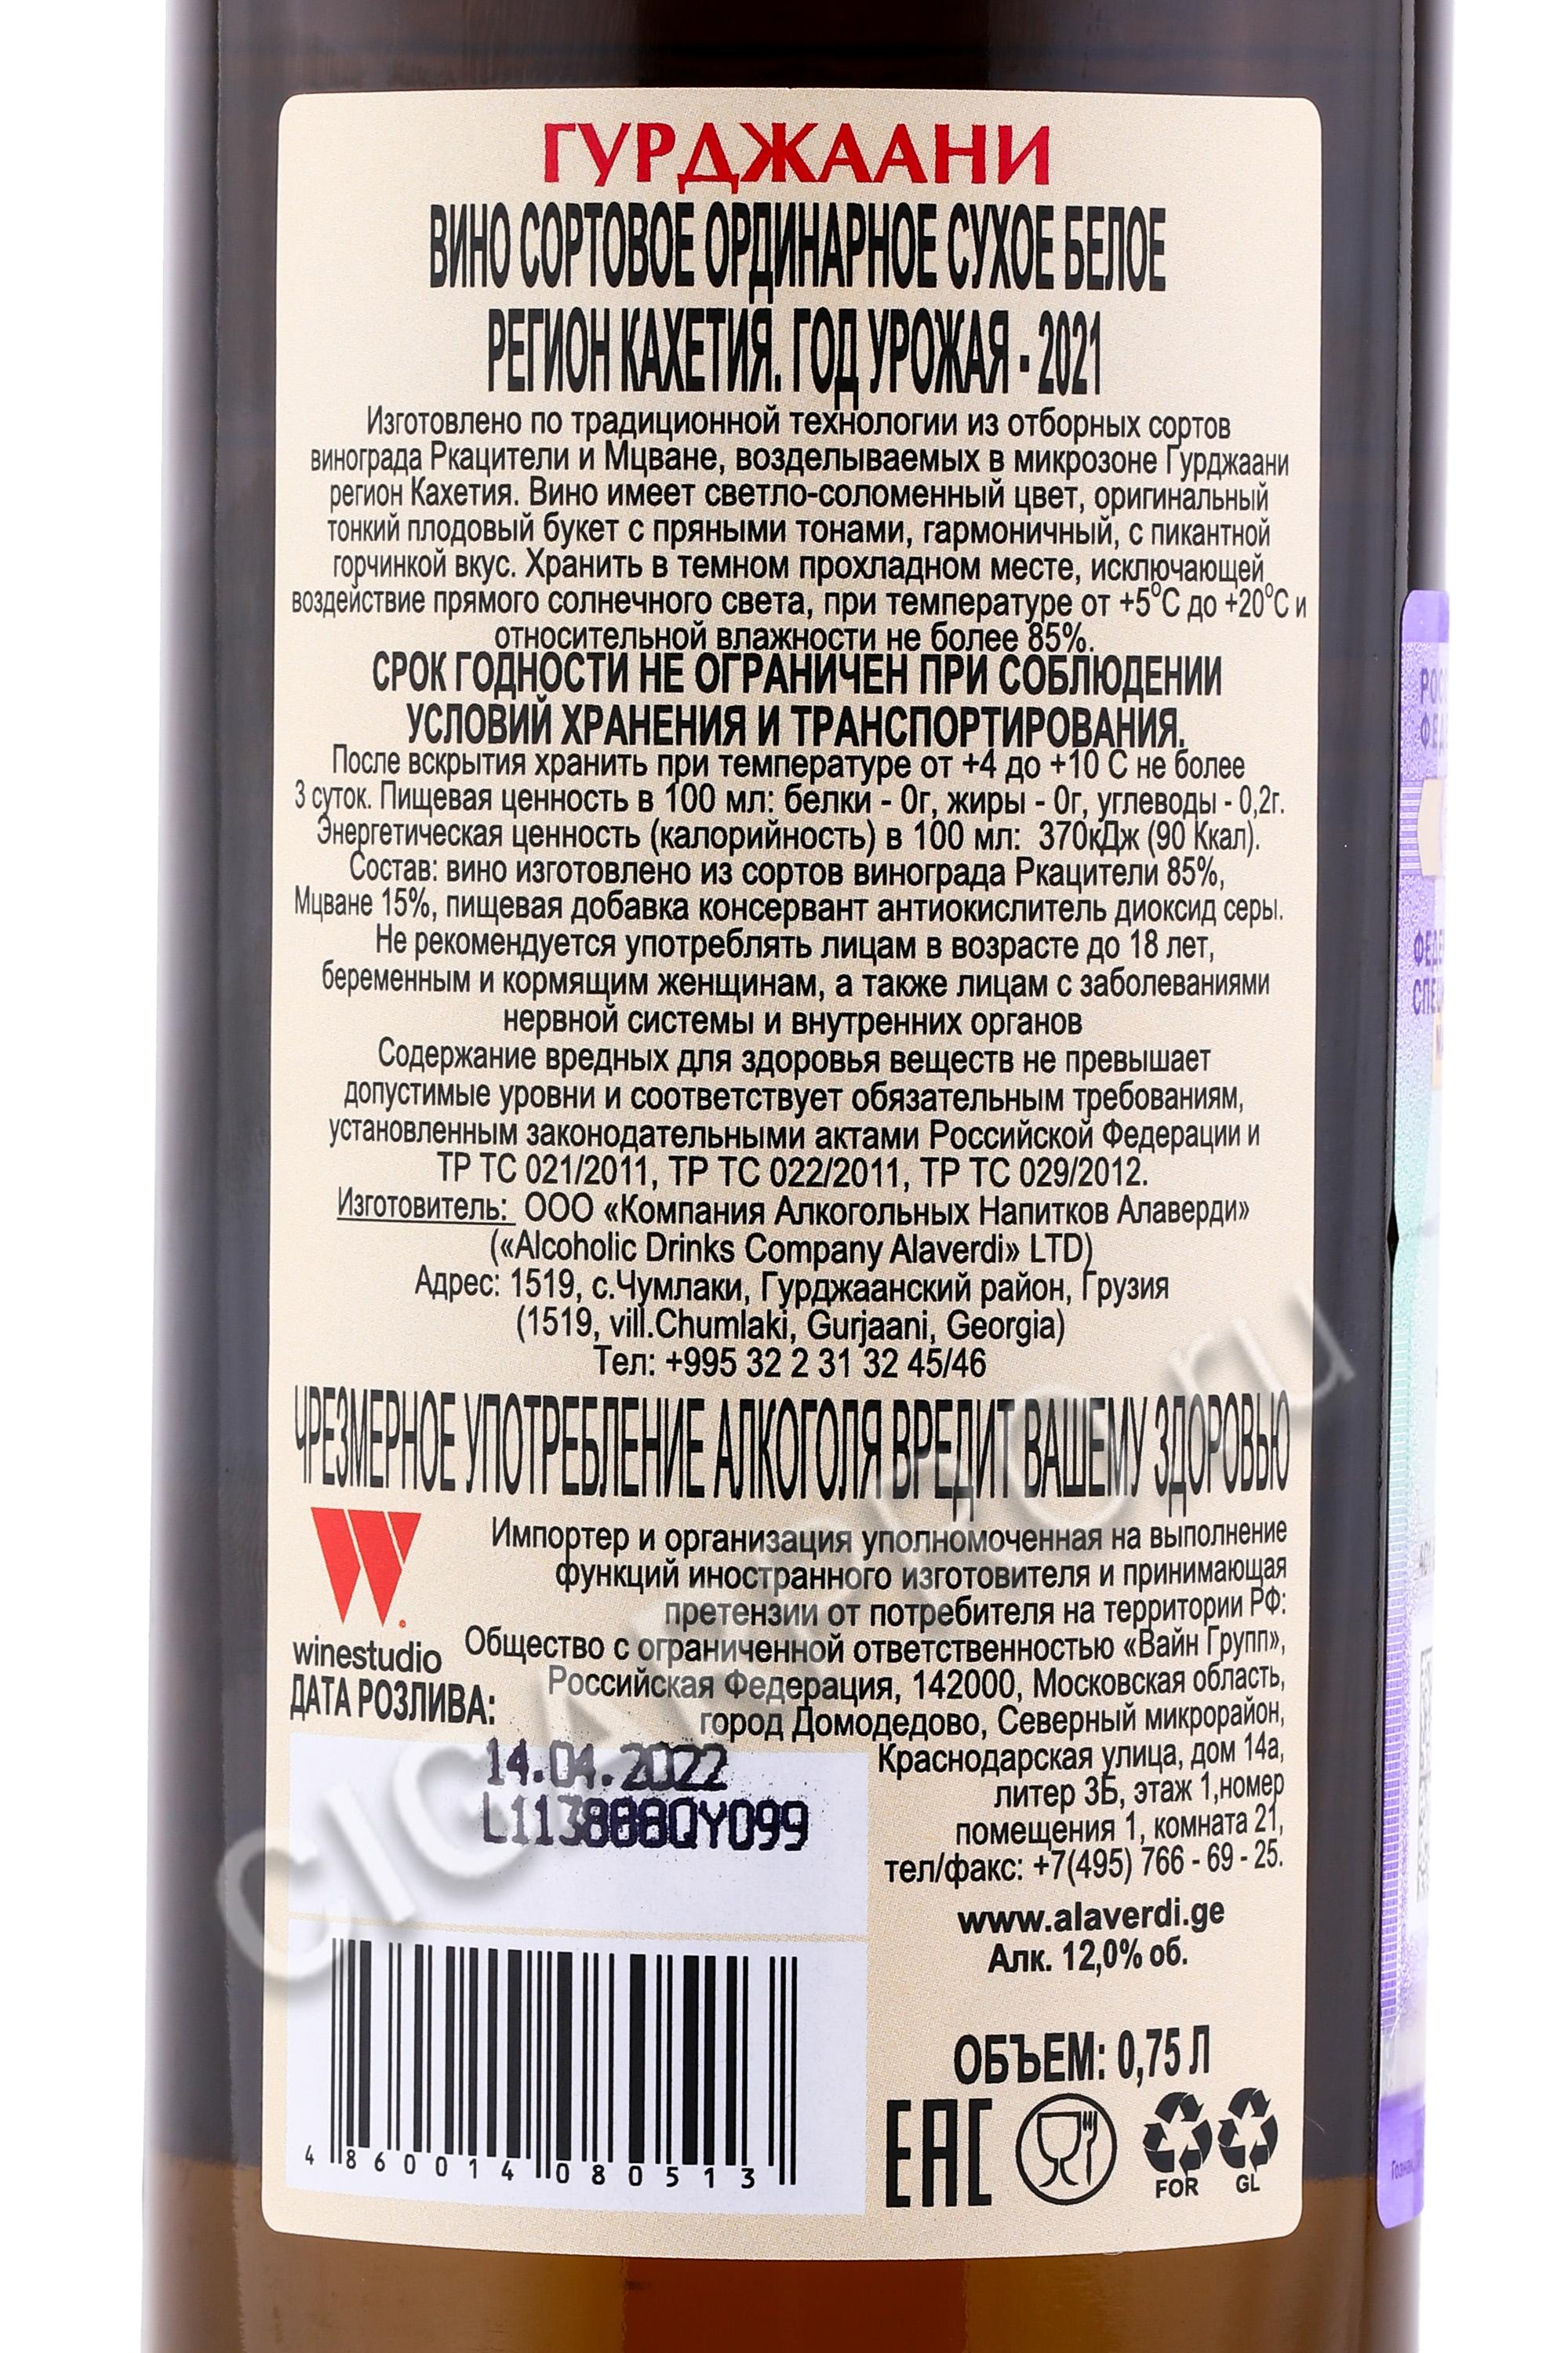 ГУРДЖААНИ
ВИНО СОРТОВОЕ ОРДИНАРНОЕ СУХОЕ БЕЛОЕ
РЕГИОН КАХЕТИЯ. ГОД УРОЖАЯ - 2021
Изготовлено по традиционной технологии из отборных сортов
винограда Ркацители и Мцване, возделываемых в микрозоне Гурджаани
регион Кахетия. Вино имеет светло-соломенный цвет, оригинальный
тонкий плодовый букет с пряными тонами, гармоничный, с пикантной
горчинкой вкус. Хранить в темном прохладном месте, исключающей
воздействие прямого солнечного света, при температуре от +5°C до +20°C и
относительной влажности не более 85%.
СРОК ГОДНОСТИ НЕ ОГРАНИЧЕН ПРИ СОБЛЮДЕНИИ
УСЛОВИЙ ХРАНЕНИЯ И ТРАНСПОРТИРОВАНИЯ.
После вскрытия хранить при температуре от +4 до +10 C не более
3 суток. Пищевая ценность в 100 мл: белки - 0г, жиры - 0г, углеводы - 0,2г.
Энергетическая ценность (калорийность) в 100 мл: 370кДж (90 Ккал).
Состав: вино изготовлено из сортов винограда Ркацители 85%,
Мцване 15%, пищевая добавка консервант антиокислитель диоксид серы.
Не рекомендуется употреблять лицам в возрасте до 18 лет,
беременным и кормящим женщинам, а также лицам с заболеваниями
нервной системы и внутренних органов
Содержание вредных для здоровья веществ не превышает
допустимые уровни и соответствует обязательным требованиям,
установленным законодательными актами Российской Федерации и
ТР ТС 021/2011, ТР ТС 022/2011, ТР ТС 029/2012.
Изготовитель: ООО «Компания Алкогольных Напитков Алаверди»
(«Alcoholic Drinks Company Alaverdi» LTD)
Адрес: 1519, с.Чумлаки, Гурджаанский район, Грузия
(1519, vill.Chumlaki, Gurjaani, Georgia)
Тел: +995 32 2 31 32 45/46
ЧРЕЗМЕРНОЕ УПОТРЕБЛЕНИЕ АЛКОГОЛЯ ВРЕДИТ ВАШЕМУ ЗДОРОВЬЮ
Импортер и организация уполномоченная на выполнение
функций иностранного изготовителя и принимающая
претензии от потребителя на территории РФ:
Общество с ограниченной ответственностью «Вайн Групп»,
Российская Федерация, 142000, Московская область,
город Домодедово, Северный микрорайон,
Краснодарская улица, дом 14а,
литер 3Б, этаж 1,номер
помещения 1, комната 21,
тел/факс: +7(495) 766 - 69 - 25.
www.alaverdi.ge
Алк. 12,0% об.
winestudio
ДАТА РОЗЛИВА:
14.04.2022
4 860014 080513
ОБЪЕМ: 0,75 Л
EAC
FOR GL
CIGARPRO.ru